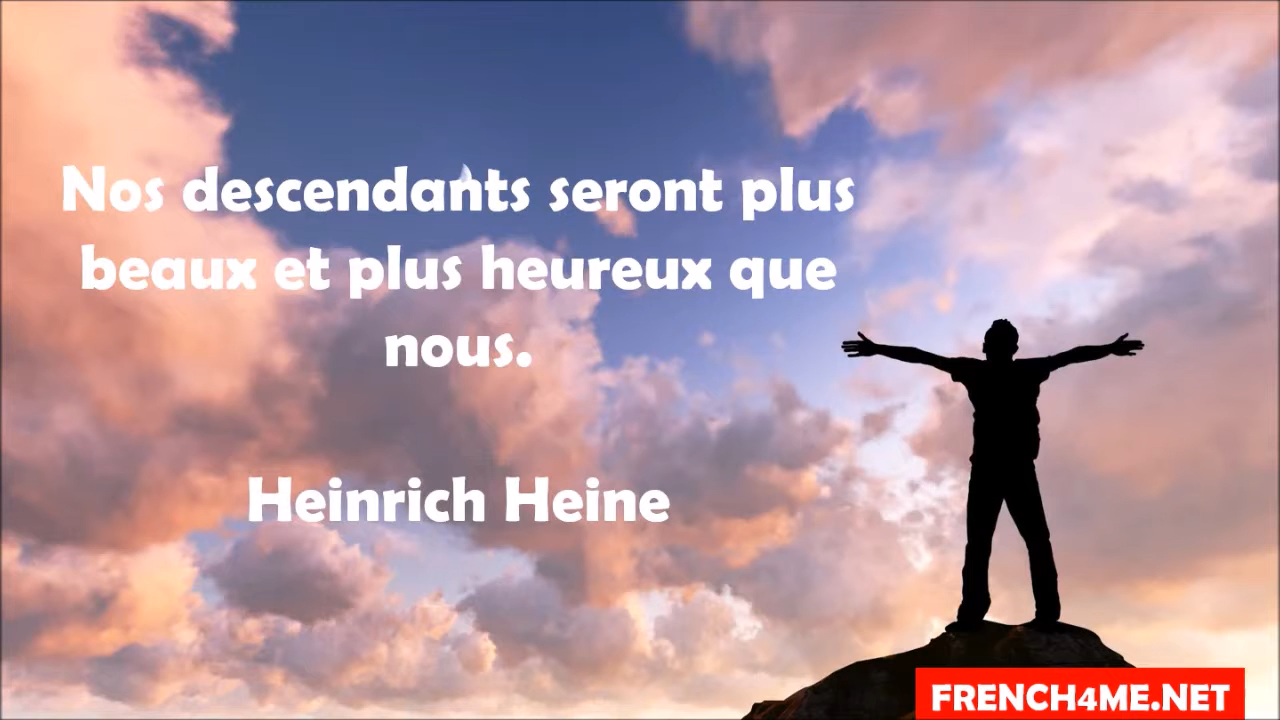 Nos descendants seront plus
beaux et plus heureux que
nous.
Heinrich Heine
FRENCH4ME.NET